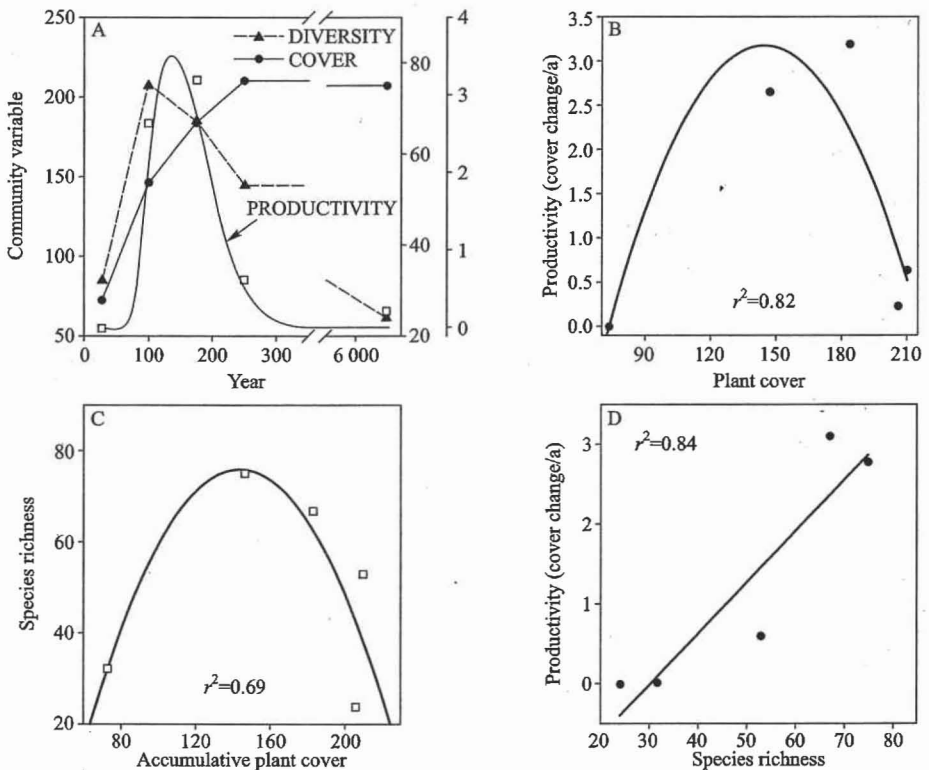 A
DIVERSITY
COVER
PRODUCTIVITY
250
200
150
100
50
Community variable
0
100
200
300
6 000
Year
80
60
40
20
4
3
2
1
0
B
Productivity (cover change/a)
3.5
3.0
2.5
2.0
1.5
1.0
0.5
0.0
r²=0.82
90
120
150
180
210
Plant cover
C
Species richness
80
60
40
20
r²=0.69
80
120
160
200
Accumulative plant cover
D
r²=0.84
Productivity (cover change/a)
3
2
1
0
20
30
40
50
60
70
80
Species richness